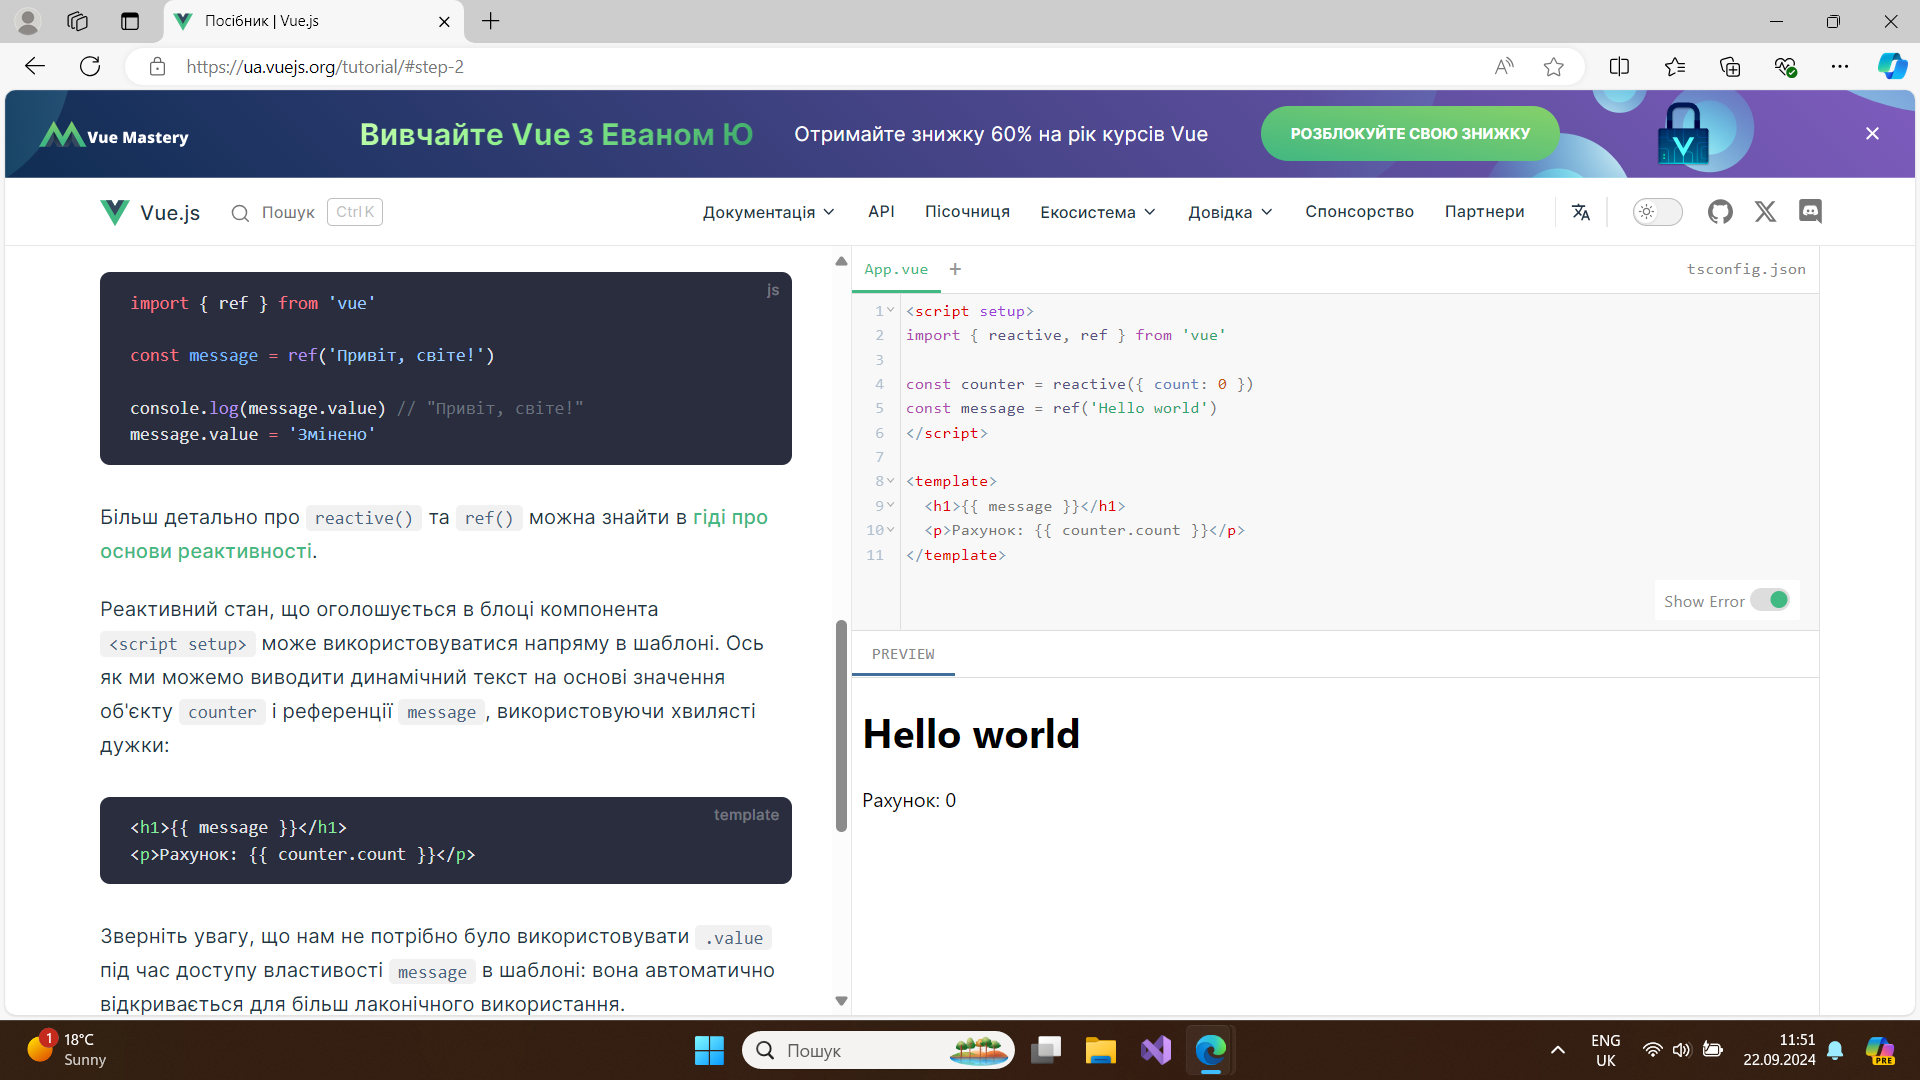 Посібник | Vue.js
https://ua.vuejs.org/tutorial/#step-2
Vue Mastery
Вивчайте Vue з Еваном Ю
Отримайте знижку 60% на рік курсів Vue
РОЗБЛОКУЙТЕ СВОЮ ЗНИЖКУ
Vue.js
Пошук
Ctrl K
Документація
API
Пісочниця
Екосистема
Довідка
Спонсорство
Партнери
js
import { ref } from 'vue'
const message = ref('Привіт, світе!')
console.log(message.value) // "Привіт, світе!"
message.value = 'Змінено'
Більш детально про reactive() та ref() можна знайти в гіді про
основи реактивності.
Реактивний стан, що оголошується в блоці компонента
<script setup> може використовуватися напряму в шаблоні. Ось
як ми можемо виводити динамічний текст на основі значення
об'єкту counter і референції message , використовуючи хвилясті
дужки:
template
<h1>{{ message }}</h1>
<p>Рахунок: {{ counter.count }}</p>
Зверніть увагу, що нам не потрібно було використовувати .value
під час доступу властивості message в шаблоні: вона автоматично
відкривається для більш лаконічного використання.
App.vue
+
tsconfig.json
1 <script setup>
2 import { reactive, ref } from 'vue'
3
4 const counter = reactive({ count: 0 })
5 const message = ref('Hello world')
6 </script>
7
8 <template>
9 <h1>{{ message }}</h1>
10 <p>Рахунок: {{ counter.count }}</p>
11 </template>
Show Error
PREVIEW
Hello world
Рахунок: 0
1
18°C
Sunny
Пошук
ENG
UK
11:51
22.09.2024
PRE